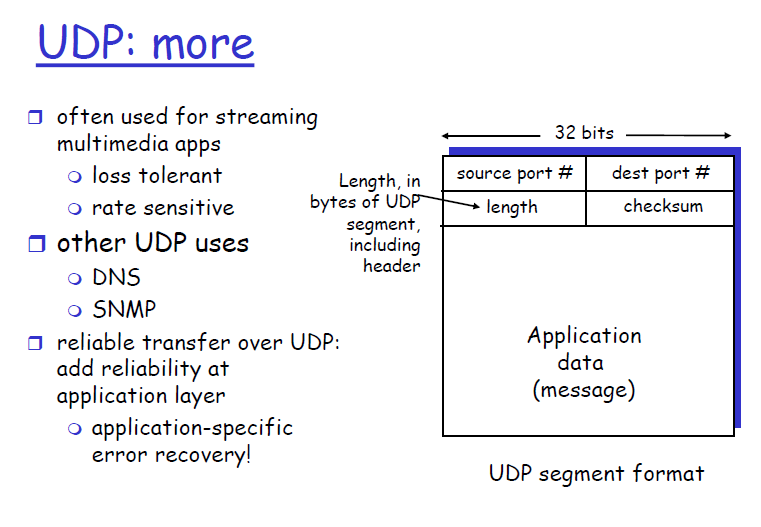 UDP: more
often used for streaming
multimedia apps
loss tolerant
rate sensitive
other UDP uses
DNS
SNMP
reliable transfer over UDP:
add reliability at
application layer
application-specific
error recovery!
32 bits
source port #
dest port #
length
checksum
Length, in
bytes of UDP
segment,
including
header
Application
data
(message)
UDP segment format